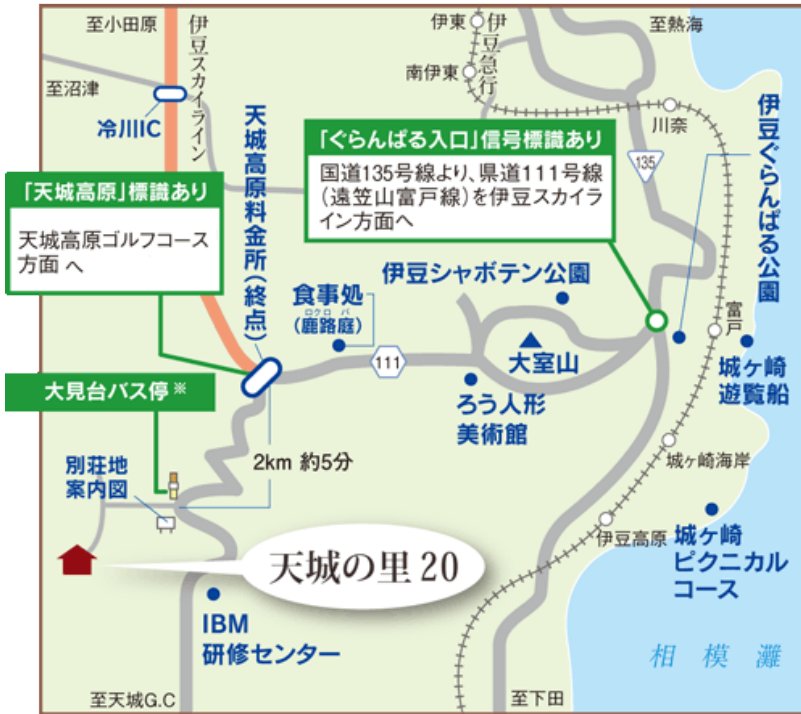 至小田原
伊豆スカイライン
伊東
伊豆急行
至熱海
至沼津
南伊東
冷川IC
川奈
天城高原料金所(終点)
「ぐらんぱる入口」信号標識あり
国道135号線より、県道111号線
(遠笠山富戸線)を伊豆スカイラ
イン方面へ
135
伊豆ぐらんぱる公園
「天城高原」標識あり
天城高原ゴルフコース
方面 へ
食事処
ロクロ バ
(鹿路庭)
伊豆シャボテン公園
111
大室山
富戸
城ヶ崎
遊覧船
大見台バス停※
ろう人形
美術館
2km 約5分
別荘地
案内図
城ヶ崎海岸
伊豆高原
城ヶ崎
ピクニカル
コース
天城の里 20
IBM
研修センター
相模灘
至天城G.C
至下田